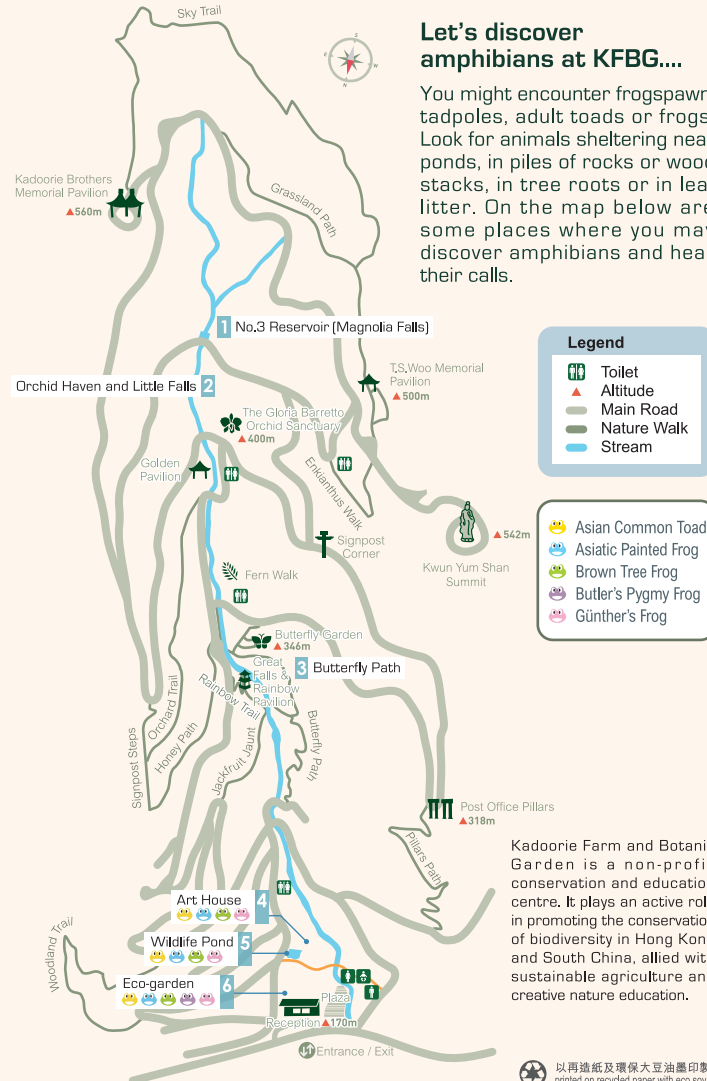 Sky Trail
S
E
W
N
Let's discover
amphibians at KFBG....
You might encounter frogspawn
tadpoles, adult toads or frogs
Look for animals sheltering nea
ponds, in piles of rocks or wood
stacks, in tree roots or in lea
litter. On the map below are
some places where you may
discover amphibians and hea
their calls.
Kadoorie Brothers
Memorial Pavilion
▲560m
Grassland Path
1 No.3 Reservoir (Magnolia Falls)
Orchid Haven and Little Falls 2
T.S.Woo Memorial
Pavilion
▲500m
The Gloria Barretto
Orchid Sanctuary
▲400m
Golden
Pavilion
Enkianthus Walk
Signpost
Corner
▲542m
Kwun Yum Shan
Summit
Legend
Toilet
Altitude
Main Road
Nature Walk
Stream
Asian Common Toad
Asiatic Painted Frog
Brown Tree Frog
Butler's Pygmy Frog
Günther's Frog
Fern Walk
Butterfly Garden
▲346m
3 Butterfly Path
Great
Falls &
Rainbow
Pavilion
Rainbow Trail
Butterfly Path
Orchard Trail
Honey Path
Signpost Steps
Jackfruit Jaunt
Post Office Pillars
▲318m
Pillars Path
Kadoorie Farm and Botani
Garden is a non-profi
conservation and education
centre. It plays an active rol
in promoting the conservatio
of biodiversity in Hong Kon
and South China, allied wit
sustainable agriculture an
creative nature education.
Art House 4
Wildlife Pond 5
Eco-garden 6
Woodland Trail
Plaza
Reception ▲170m
Entrance / Exit
以再造紙及環保大豆油墨印製
printed on recycled paper with eco soy